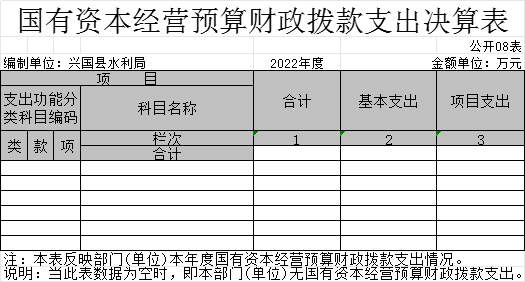 国有资本经营预算财政拨款支出决算表
公开08表
编制单位：兴国县水利局 2022年度 金额单位：万元
项 目 合计 基本支出 项目支出
支出功能分类科目编码 科目名称
类 款 项 栏次 1 2 3
合计
注：本表反映部门(单位)本年度国有资本经营预算财政拨款支出情况。
说明：当此表数据为空时，即本部门(单位)无国有资本经营预算财政拨款支出。